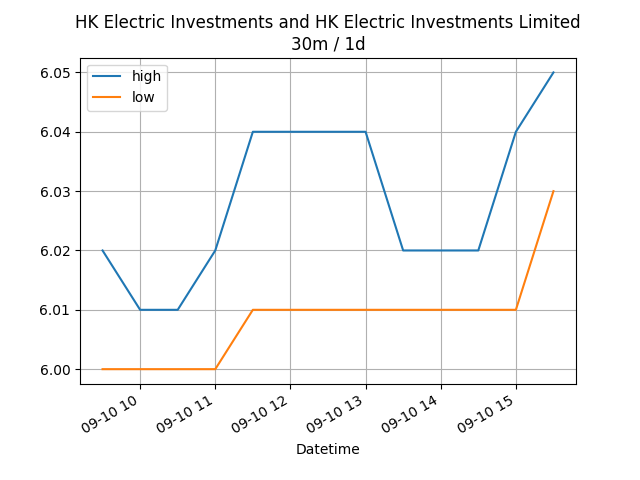 HK Electric Investments and HK Electric Investments Limited
30m / 1d
high
low
6.05
6.04
6.03
6.02
6.01
6.00
09-10 10
09-10 11
09-10 12
09-10 13
09-10 14
09-10 15
Datetime